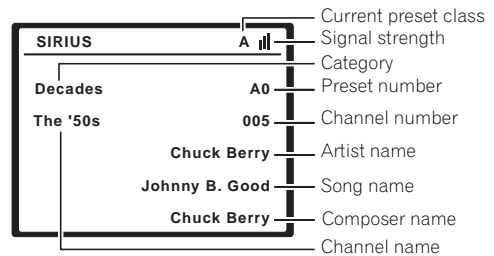 Current preset class
SIRIUS A Signal strength
Category
Decades A0 Preset number
The '50s 005 Channel number
Chuck Berry Artist name
Johnny B. Good Song name
Chuck Berry Composer name
Channel name